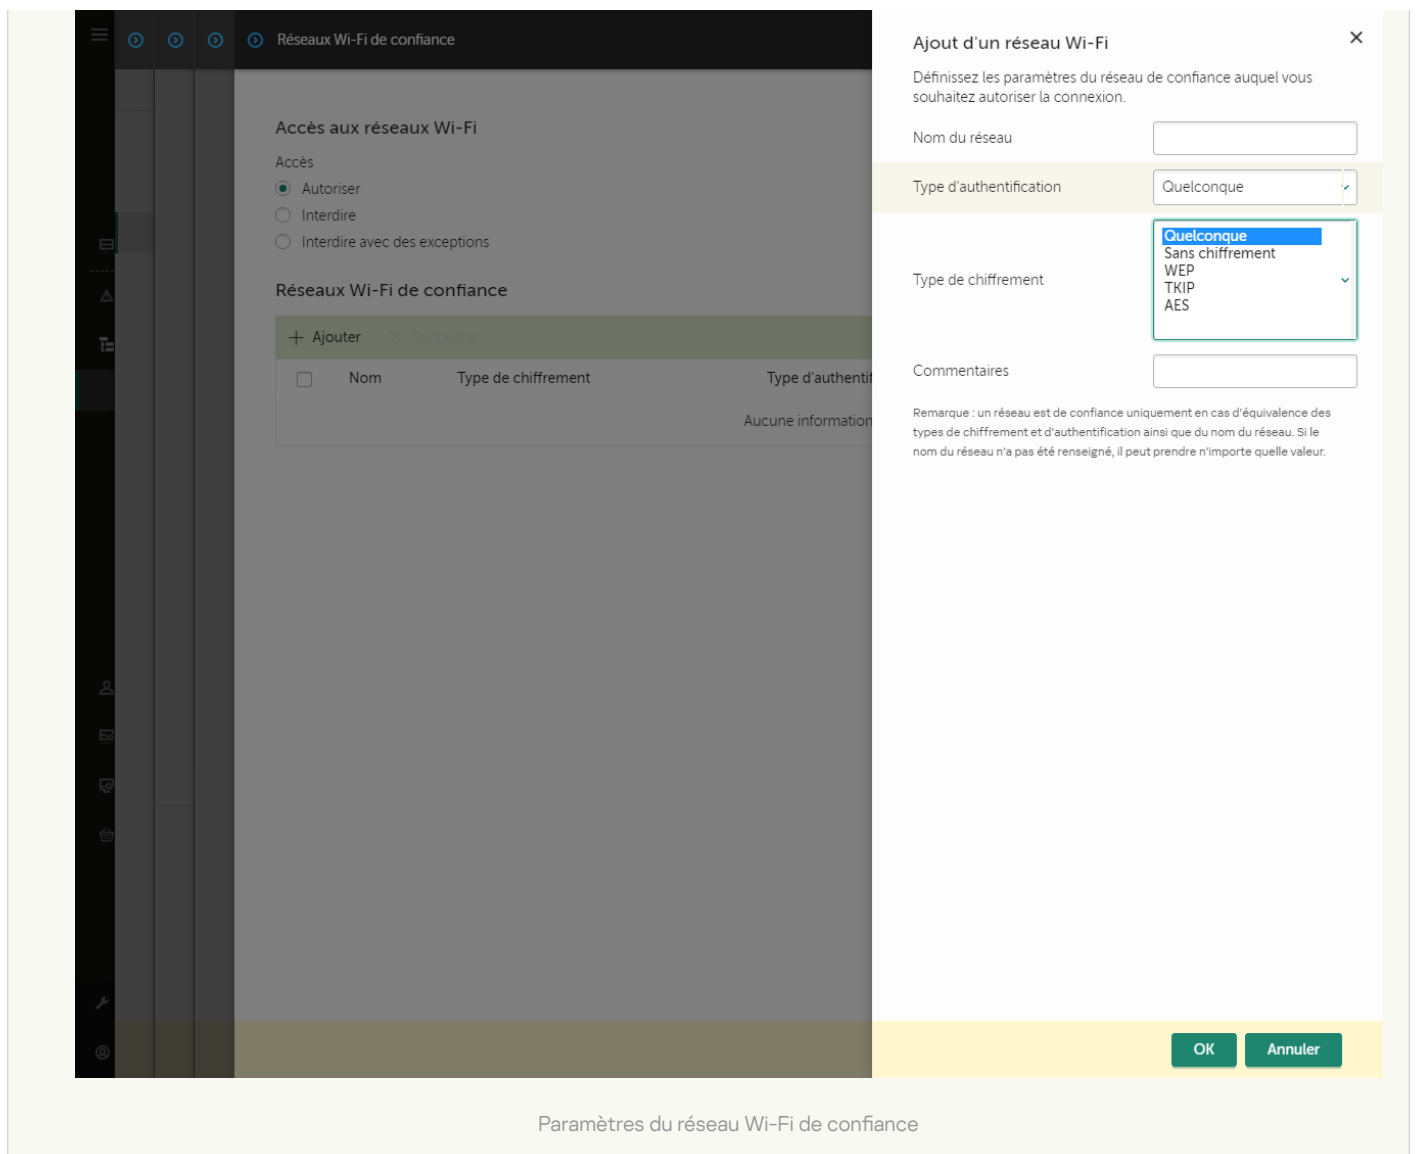 Réseaux Wi-Fi de confiance
Accès aux réseaux Wi-Fi
Accès
Autoriser
Interdire
Interdire avec des exceptions
Réseaux Wi-Fi de confiance
+ Ajouter × Supprimer
Nom Type de chiffrement Type d'authentif
Aucune information
Ajout d'un réseau Wi-Fi
Définissez les paramètres du réseau de confiance auquel vous
souhaitez autoriser la connexion.
Nom du réseau
Type d'authentification Quelconque
Type de chiffrement
Quelconque
Sans chiffrement
WEP
TKIP
AES
Commentaires
Remarque : un réseau est de confiance uniquement en cas d'équivalence des
types de chiffrement et d'authentification ainsi que du nom du réseau. Si le
nom du réseau n'a pas été renseigné, il peut prendre n'importe quelle valeur.
OK Annuler
Paramètres du réseau Wi-Fi de confiance